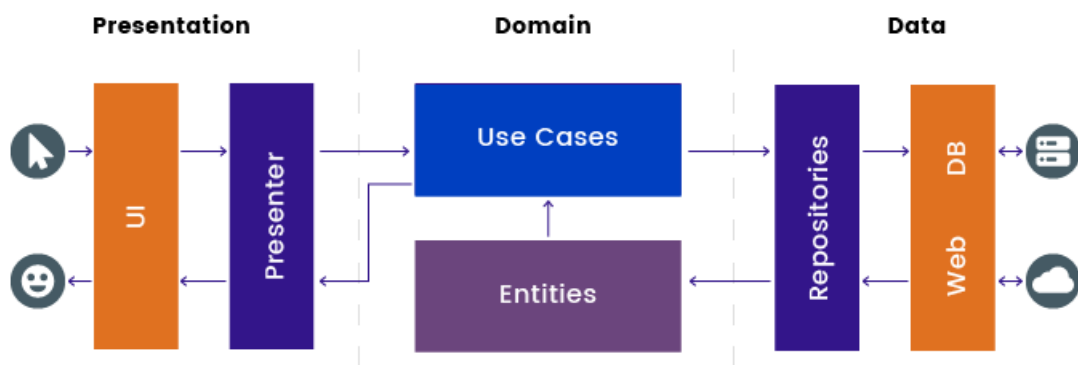 Presentation
Domain
Data
UI
Presenter
Use Cases
Entities
Repositories
DB
Web